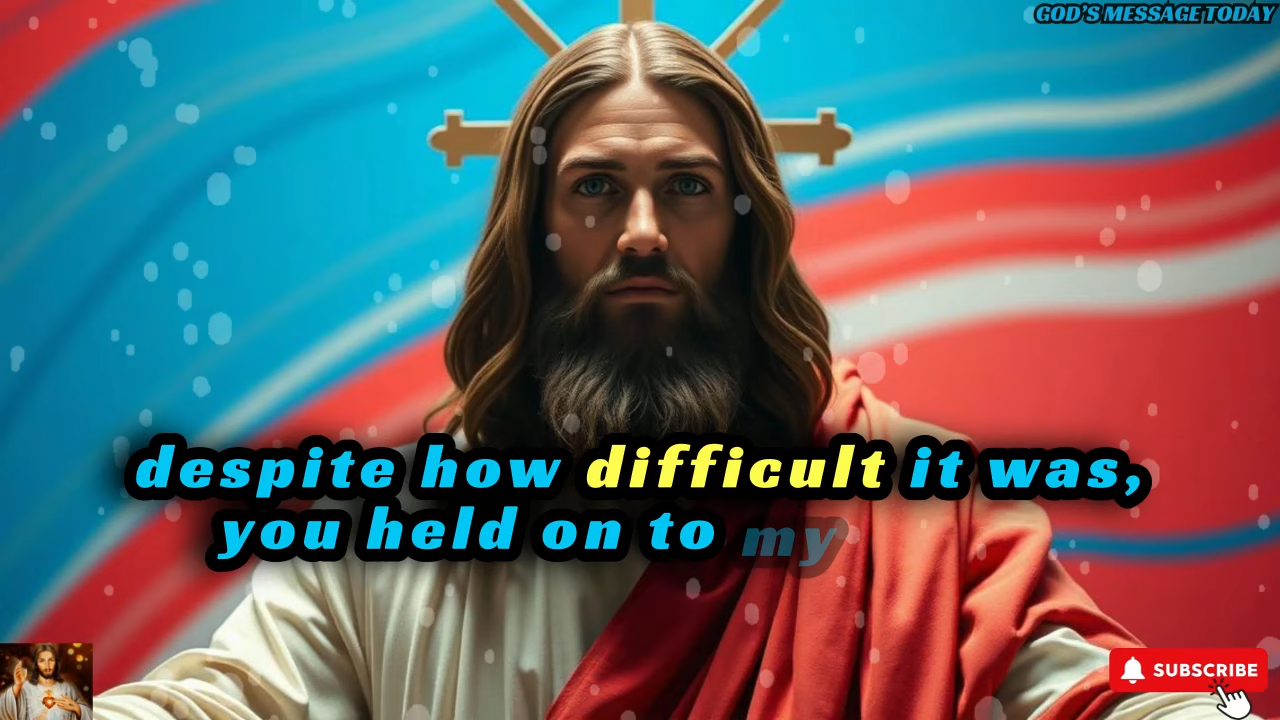 GOD'S MESSAGE TODAY
despite how difficult it was,
you held on to my
SUBSCRIBE